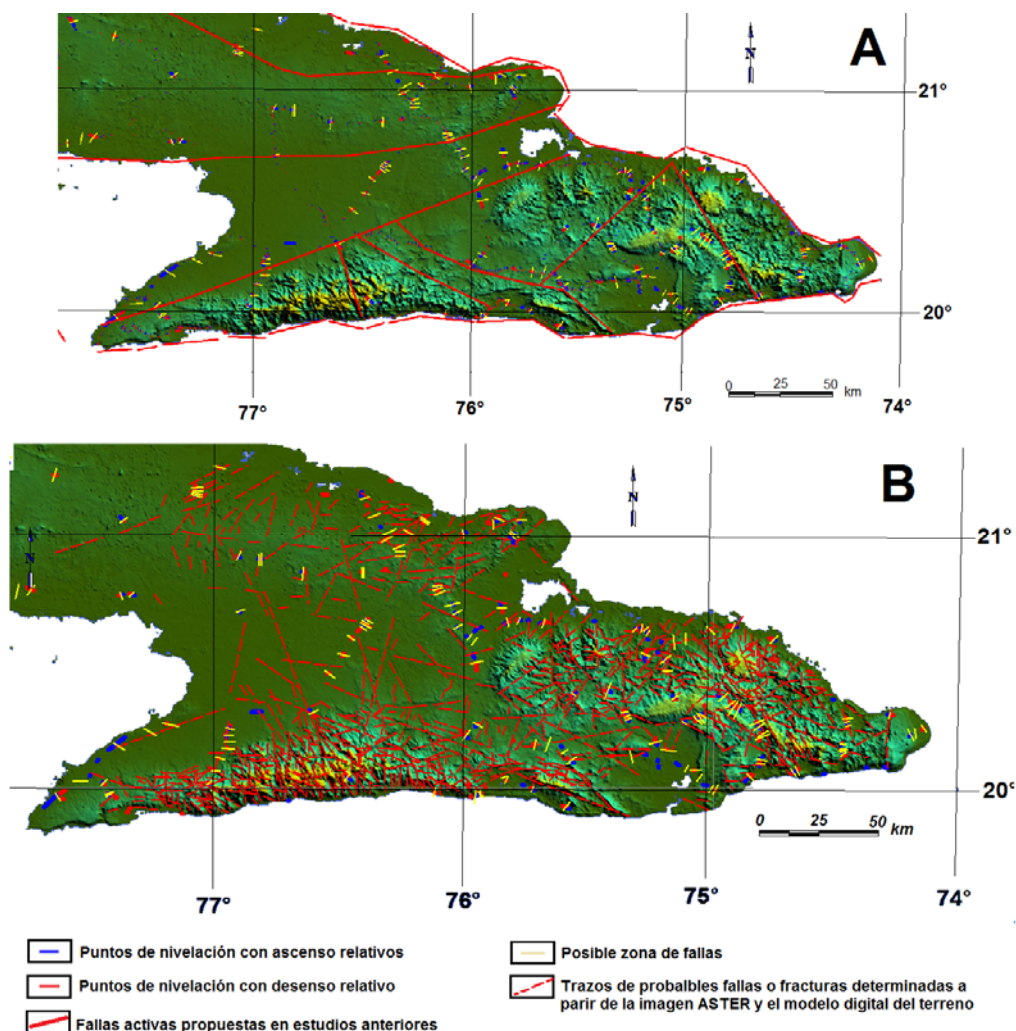 A
N
21°
20°
77°
76°
75°
74°
0 25 50 km
B
N
N
21°
20°
0 25 50 km
77°
76°
75°
74°
Puntos de nivelación con ascenso relativos
Puntos de nivelación con desenso relativo
Fallas activas propuestas en estudios anteriores
Posible zona de fallas
Trazos de probalbles fallas o fracturas determinadas a
parir de la imagen ASTER y el modelo digital del terreno